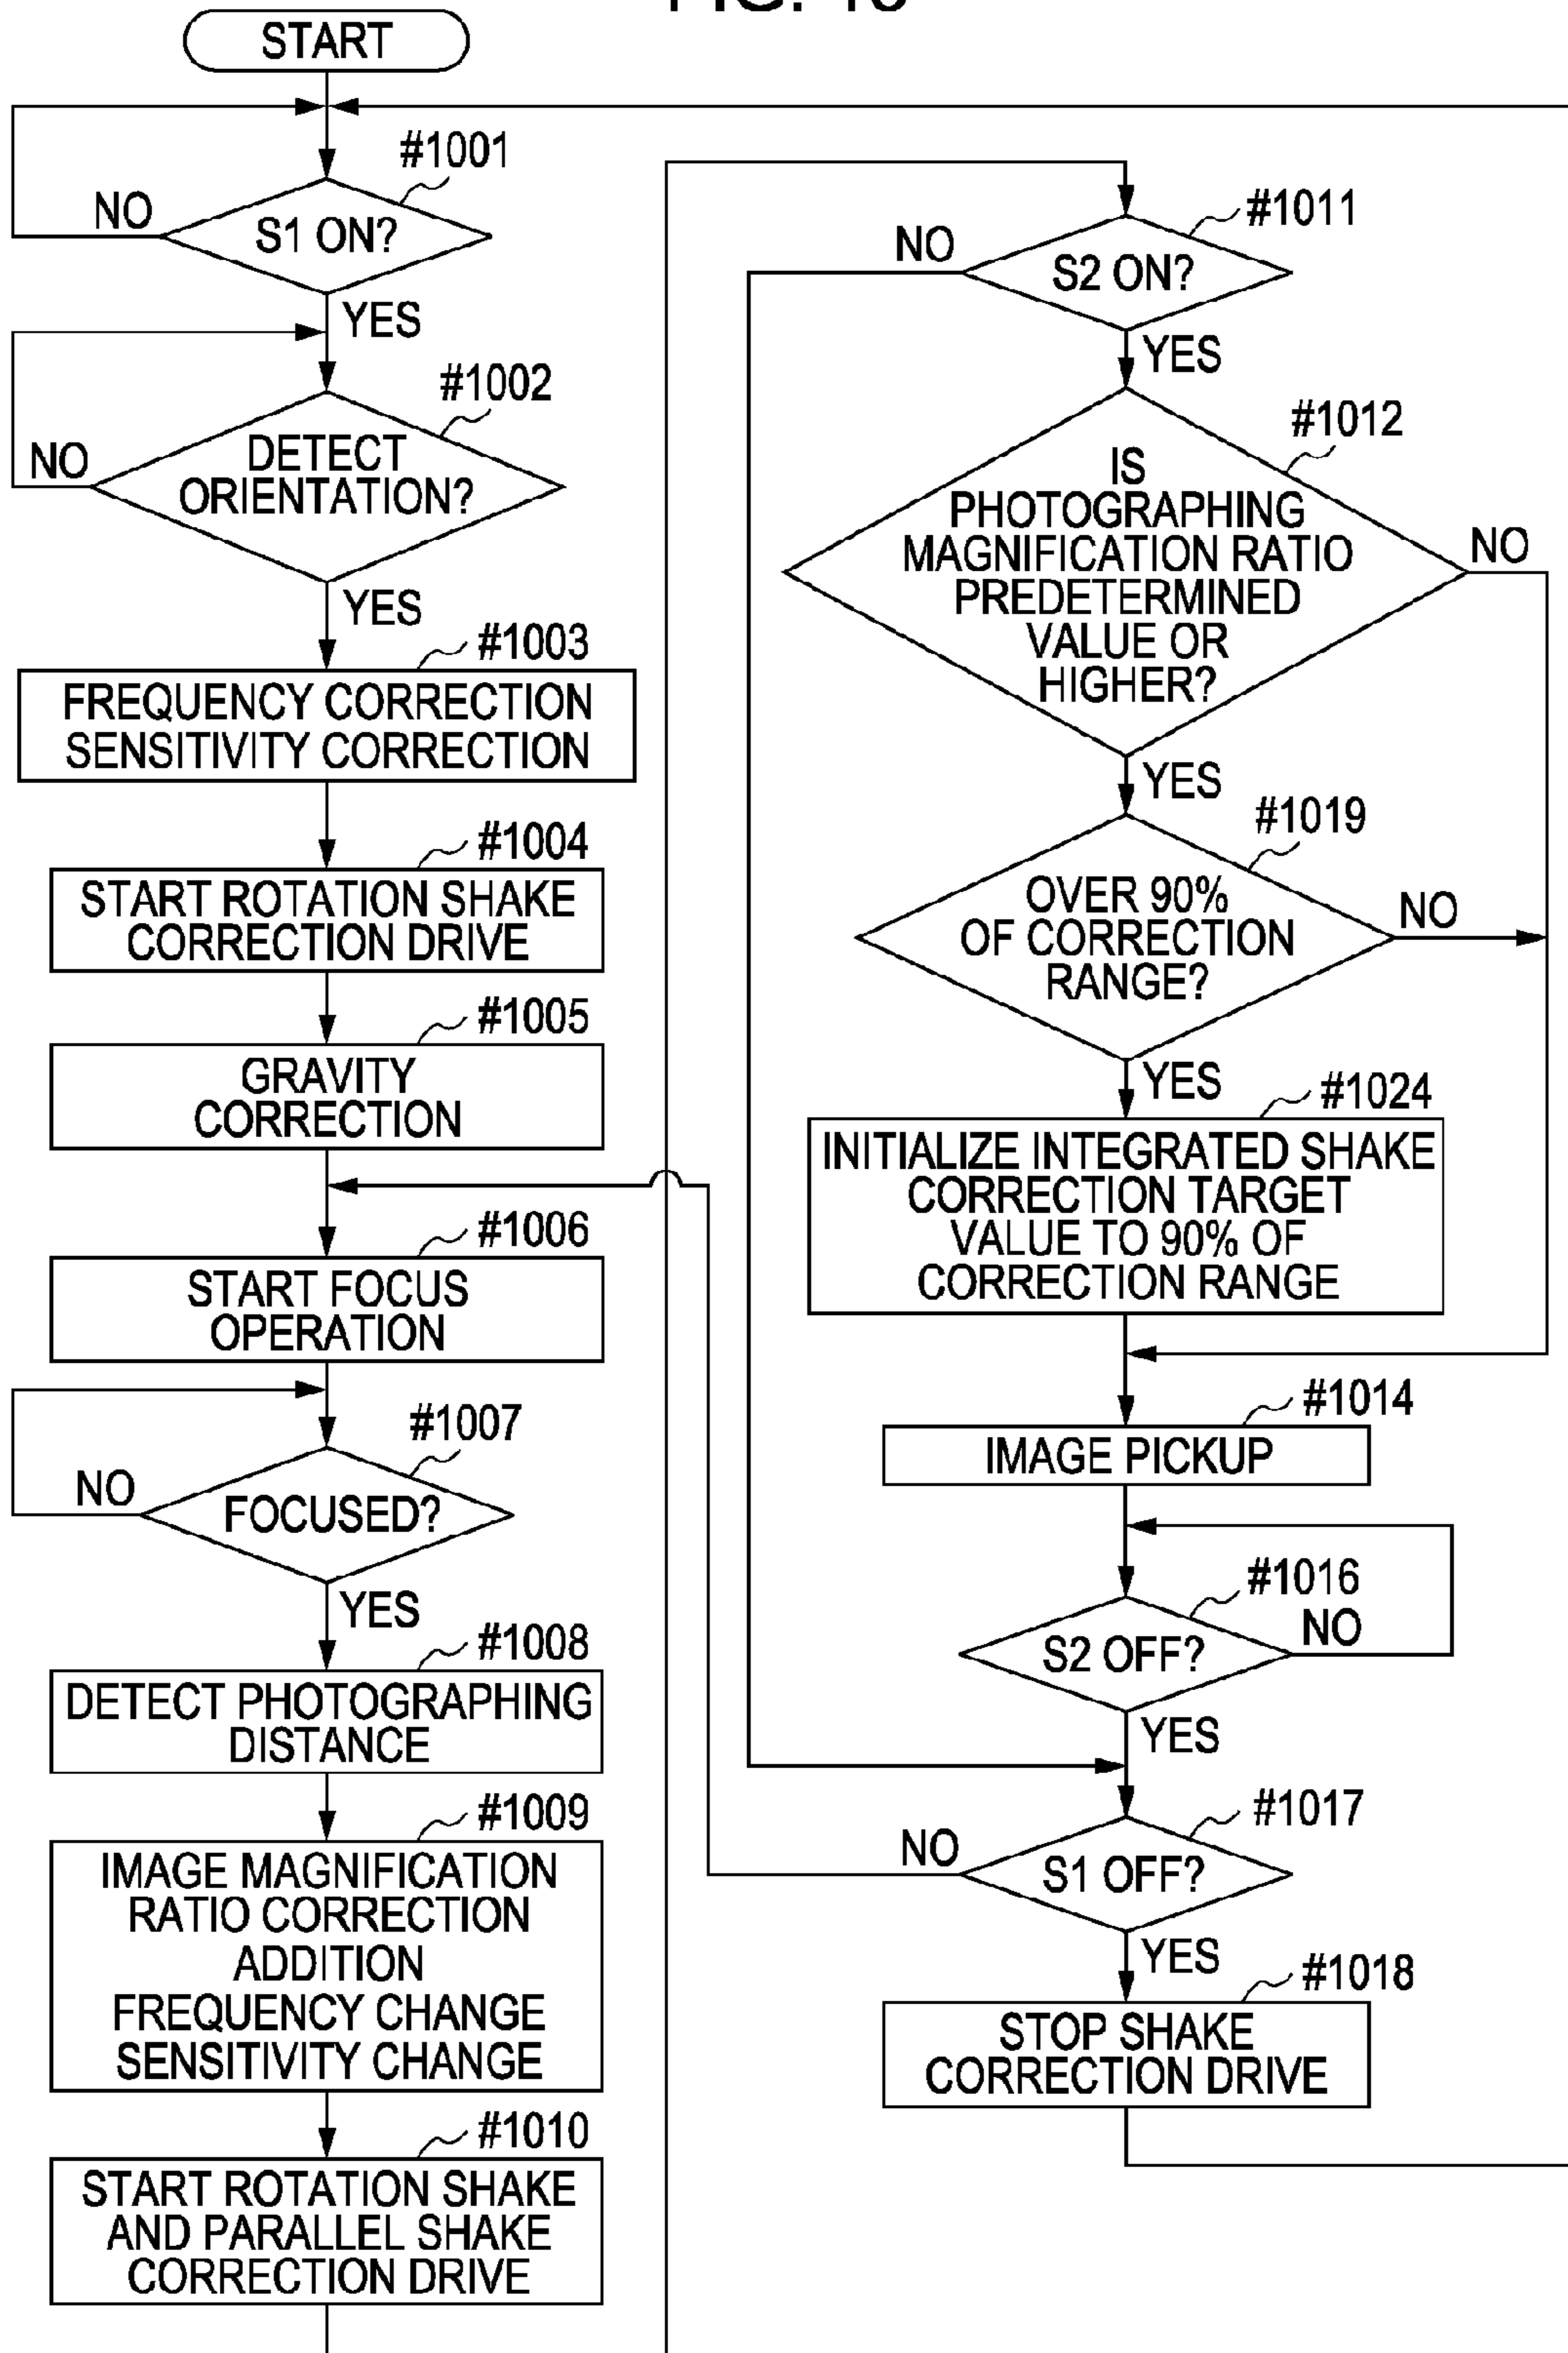 START
#1001
NO
S1 ON?
YES
#1002
NO
DETECT
ORIENTATION?
YES
#1003
FREQUENCY CORRECTION
SENSITIVITY CORRECTION
#1004
START ROTATION SHAKE
CORRECTION DRIVE
#1005
GRAVITY
CORRECTION
#1006
START FOCUS
OPERATION
#1007
NO
FOCUSED?
YES
#1008
DETECT PHOTOGRAPHING
DISTANCE
#1009
IMAGE MAGNIFICATION
RATIO CORRECTION
ADDITION
FREQUENCY CHANGE
SENSITIVITY CHANGE
#1010
START ROTATION SHAKE
AND PARALLEL SHAKE
CORRECTION DRIVE
#1011
NO
S2 ON?
YES
#1012
IS
PHOTOGRAPHING
MAGNIFICATION RATIO
PREDETERMINED
VALUE OR
HIGHER?
NO
YES
#1019
OVER 90%
OF CORRECTION
RANGE?
NO
YES
#1024
INITIALIZE INTEGRATED SHAKE
CORRECTION TARGET
VALUE TO 90% OF
CORRECTION RANGE
#1014
IMAGE PICKUP
#1016
S2 OFF?
NO
YES
#1017
NO
S1 OFF?
YES
#1018
STOP SHAKE
CORRECTION DRIVE